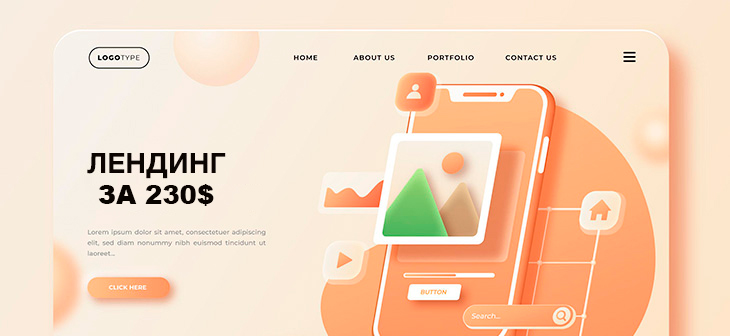 LOGOTYPE
HOME ABOUT US PORTFOLIO CONTACT US
ЛЕНДИНГ
ЗА 230$
Lorem ipsum dolor sit amet, consectetuer adipiscing
elit, sed diam nonummy nibh euismod tincidunt ut
laoreet...
CLICK HERE
BUTTON
Search...